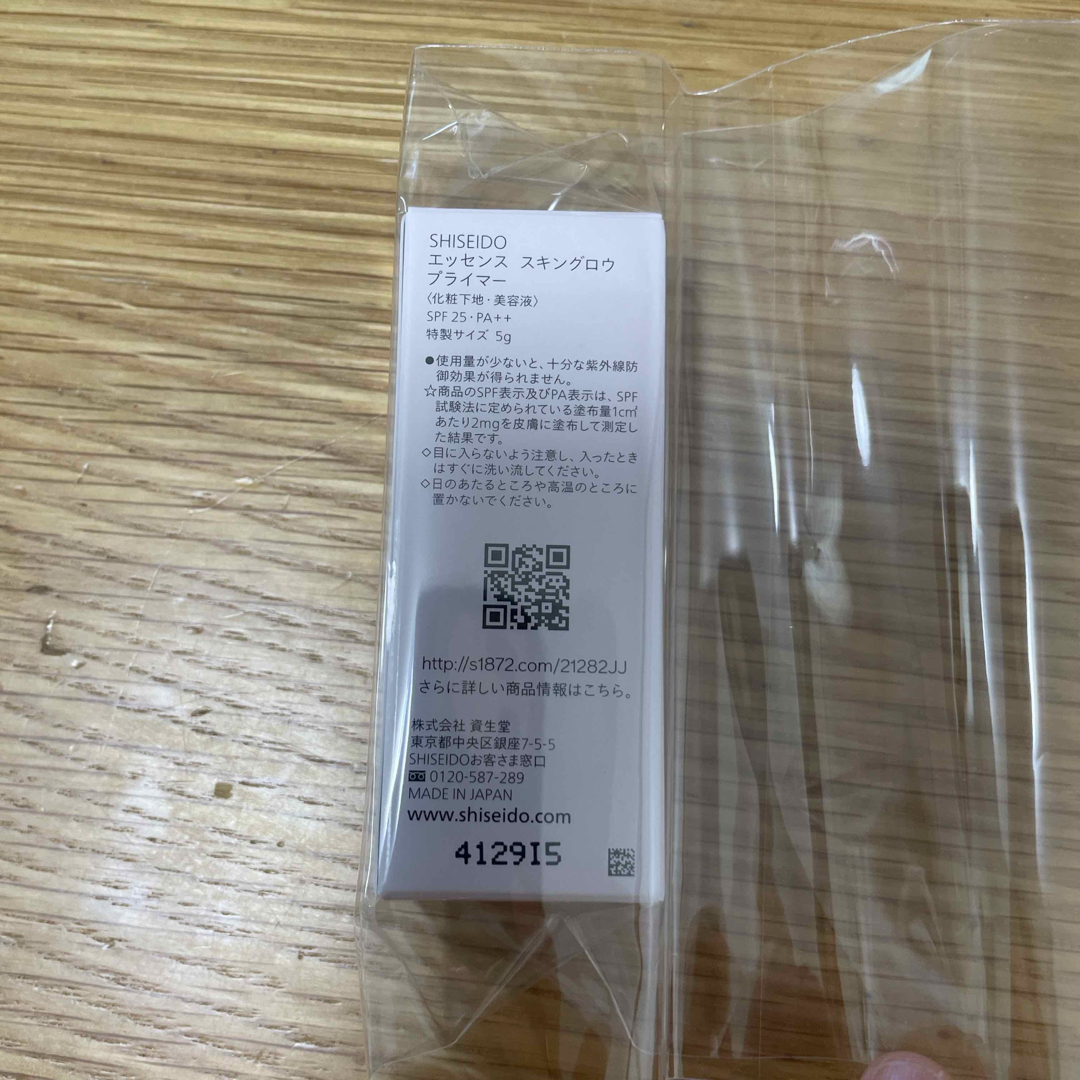 SHISEIDO
エッセンス スキングロウ
プライマー
〈化粧下地・美容液〉
SPF 25・PA++
特製サイズ 5g
●使用量が少ないと、十分な紫外線防
御効果が得られません。
☆商品のSPF表示及びPA表示は、SPF
試験法に定められている塗布量1c㎡
あたり2mgを皮膚に塗布して測定し
た結果です。
◇目に入らないよう注意し、入ったとき
はすぐに洗い流してください。
◇日のあたるところや高温のところに
置かないでください。
http://s1872.com/21282JJ
さらに詳しい商品情報はこちら。
株式会社 資生堂
東京都中央区銀座7-5-5
SHISEIDOお客さま窓口
0120-587-289
MADE IN JAPAN
www.shiseido.com
4129I5